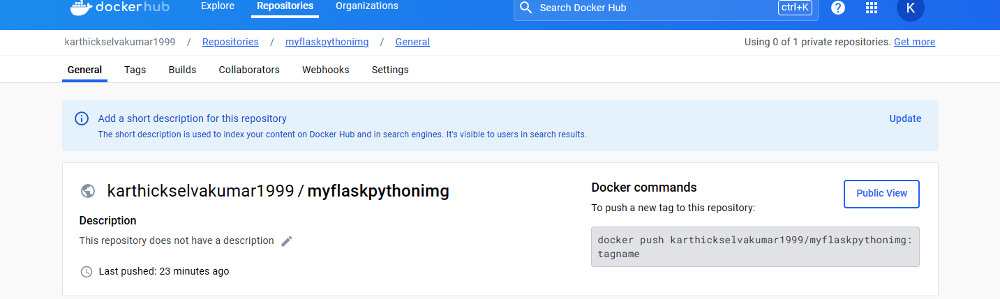 dockerhub Explore Repositories Organizations Search Docker Hub ctrl+K ? K
karthickselvakumar1999 / Repositories / myflaskpythonimg / General Using 0 of 1 private repositories. Get more
General Tags Builds Collaborators Webhooks Settings
Add a short description for this repository Update
The short description is used to index your content on Docker Hub and in search engines. It's visible to users in search results.
karthickselvakumar1999 / myflaskpythonimg
Description
This repository does not have a description
Last pushed: 23 minutes ago
Docker commands Public View
To push a new tag to this repository:
docker push karthickselvakumar1999/myflaskpythonimg:
tagname